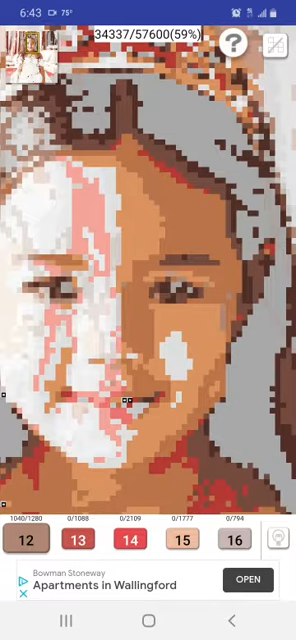 6:43 75°
34337/57600(59%)
?
1040/1280 0/1088 0/2109 0/1777 0/794
12 13 14 15 16
Bowman Stoneway
Apartments in Wallingford
OPEN